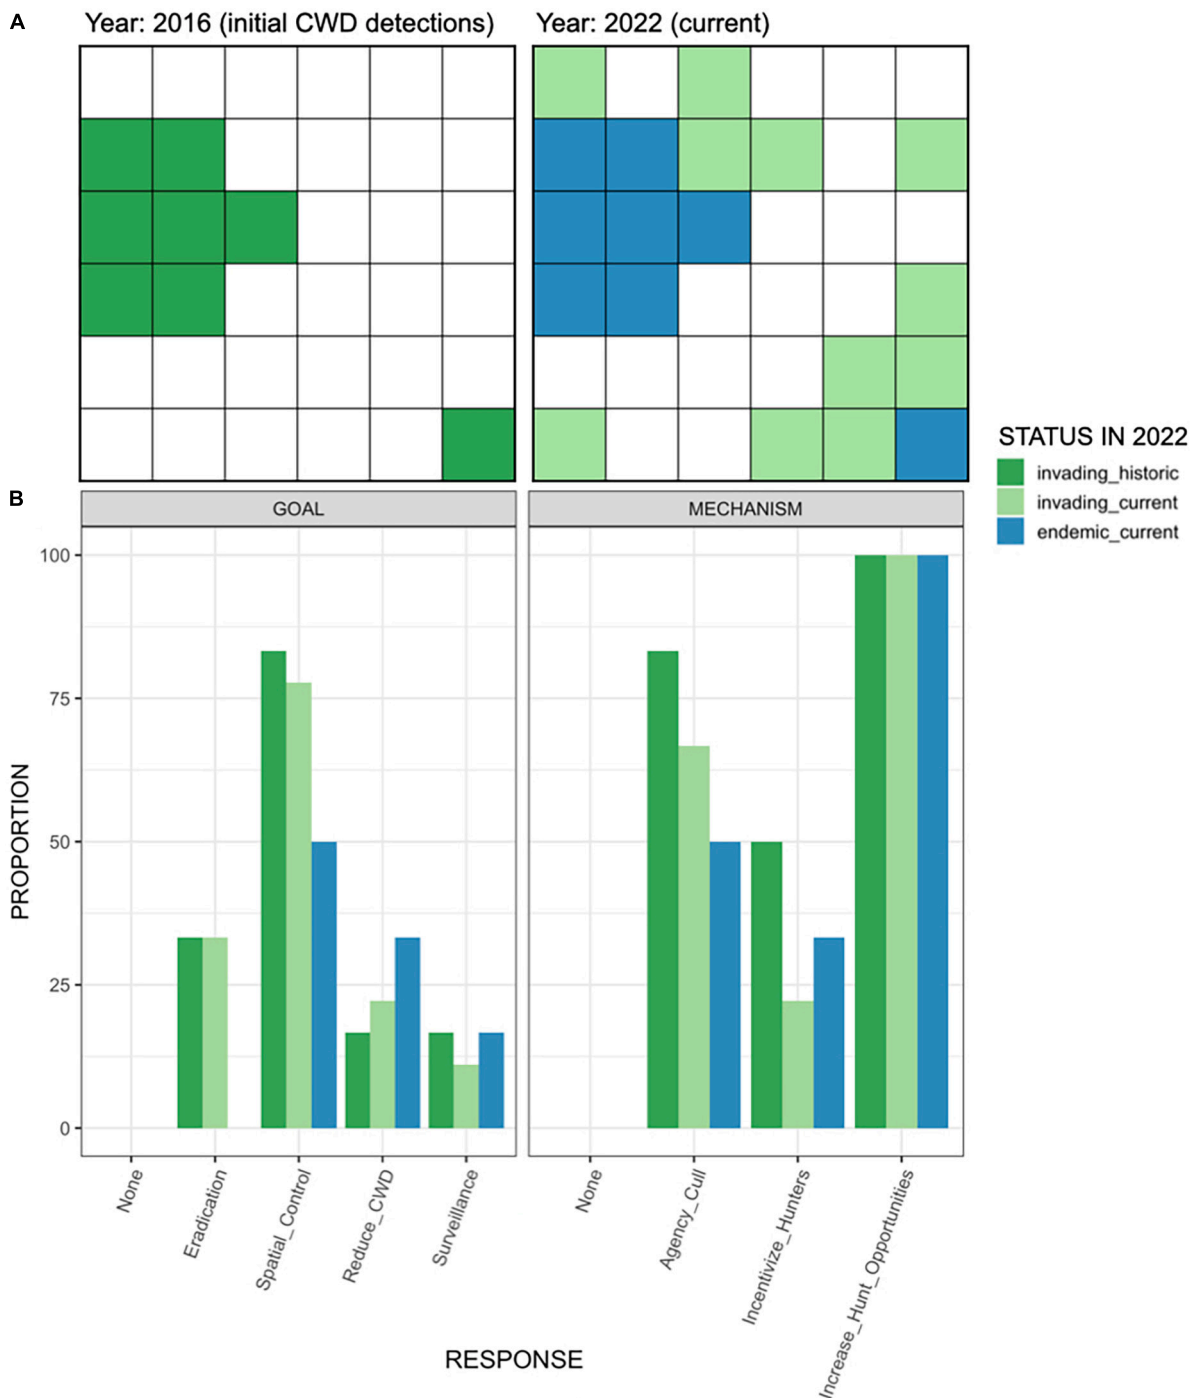 A
Year: 2016 (initial CWD detections)
Year: 2022 (current)
STATUS IN 2022
invading_historic
invading_current
endemic_current
B
GOAL
MECHANISM
100
75
50
25
0
PROPORTION
None
Eradication
Spatial_Control
Reduce_CWD
Surveillance
None
Agency_Cull
Incentivize_Hunters
Increase_Hunt_Opportunities
RESPONSE